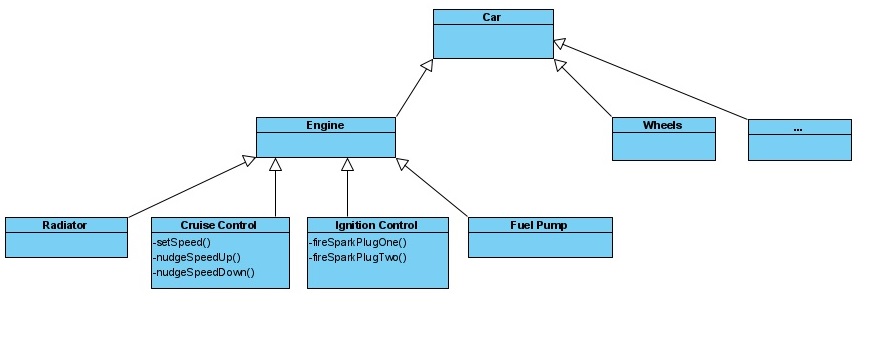 Car
Engine
Wheels
...
Radiator
Cruise Control
-setSpeed()
-nudgeSpeedUp()
-nudgeSpeedDown()
Ignition Control
-fireSparkPlugOne()
-fireSparkPlugTwo()
Fuel Pump